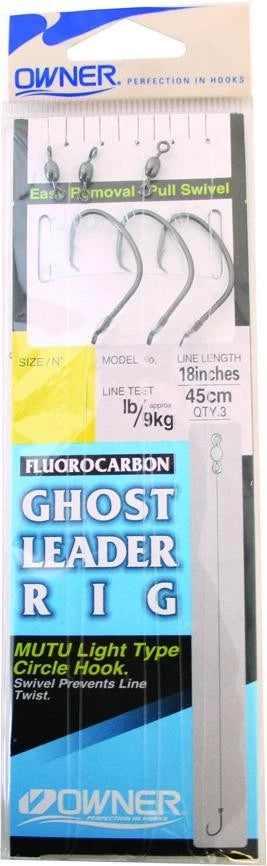 OWNER®
PERFECTION IN HOOKS
Easy Removal - Pull Swivel
SIZE/N°
MODEL No.
LINE LENGTH
18inches
45cm
QTY.3
LINE TEST
lb/approx 9kg
FLUOROCARBON
GHOST
LEADER
RIG
MUTU Light Type
Circle Hook.
Swivel Prevents Line
Twist.
OWNER
PERFECTION IN HOOKS